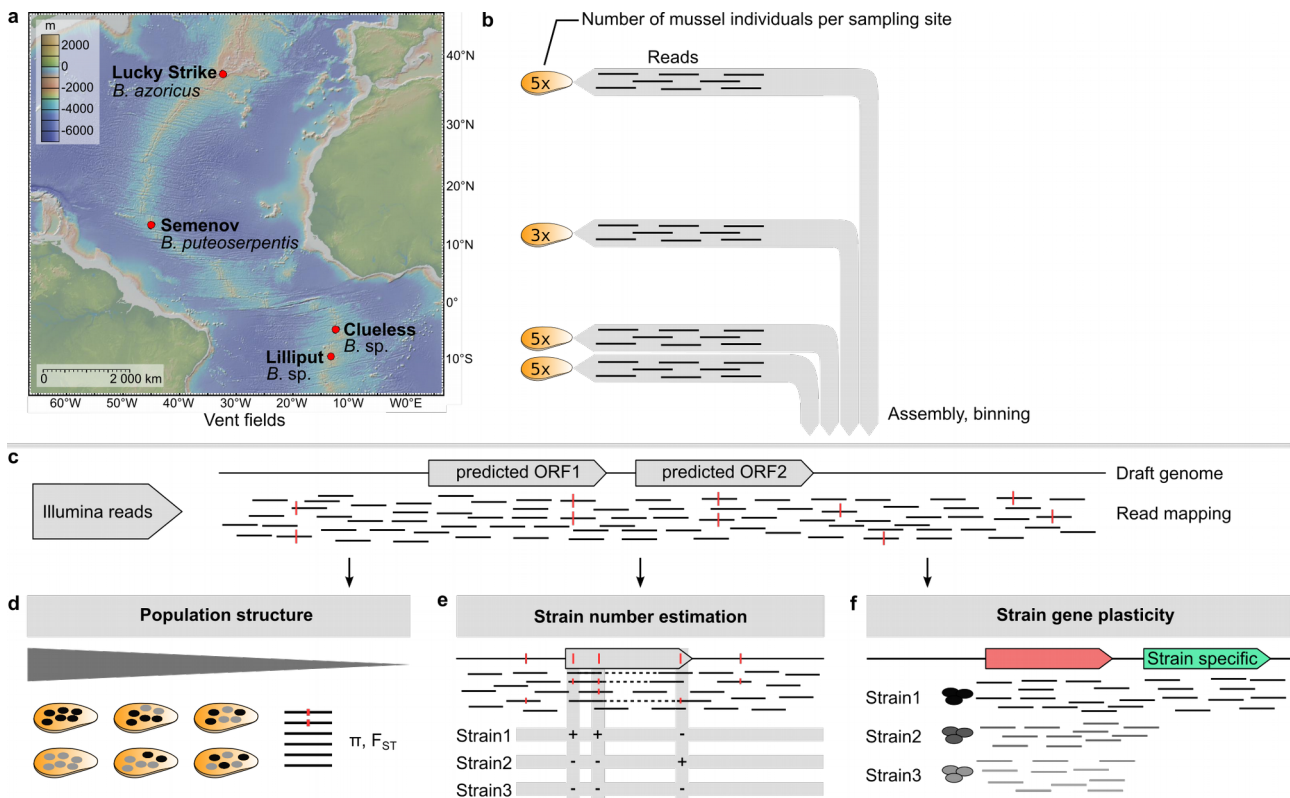 a
m
2000
0
-2000
-4000
-6000
Lucky Strike
B. azoricus
Semenov
B. puteoserpentis
Clueless
B. sp.
Lilliput
B. sp.
0
2 000 km
40°N
30°N
20°N
10°N
0°
10°S
60°W
50°W
40°W
30°W
20°W
10°W
W0°E
Vent fields
b
Number of mussel individuals per sampling site
Reads
5x
3x
5x
5x
Assembly, binning
c
predicted ORF1
predicted ORF2
Draft genome
Illumina reads
Read mapping
d
Population structure
π, FST
e
Strain number estimation
Strain1 + + -
Strain2 - - +
Strain3 - - -
f
Strain gene plasticity
Strain specific
Strain1
Strain2
Strain3